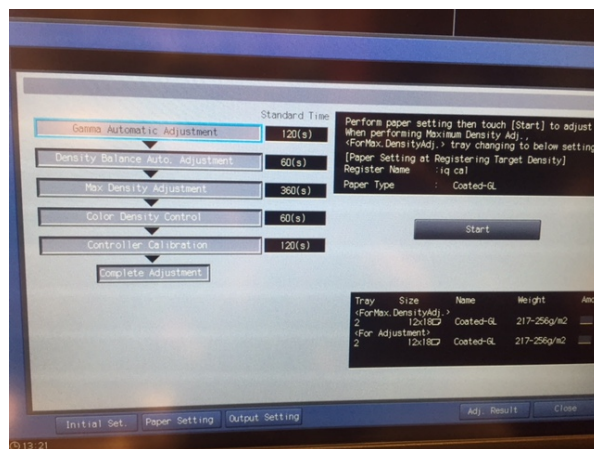 Standard Time
Gamma Automatic Adjustment 120(s)
Density Balance Auto. Adjustment 60(s)
Max Density Adjustment 360(s)
Color Density Control 60(s)
Controller Calibration 120(s)
Complete Adjustment
Perform paper setting then touch [Start] to adjust
When performing Maximum Density Adj.,
<ForMax.DensityAdj.> tray changing to below setting
[Paper Setting at Registering Target Density]
Register Name :iq cal
Paper Type : Coated-GL
Start
Tray Size Name Weight Amo
<ForMax.DensityAdj.>
2 12x18 Coated-GL 217-256g/m2
<For Adjustment>
2 12x18 Coated-GL 217-256g/m2
Initial Set. Paper Setting Output Setting Adj. Result Close
13:21